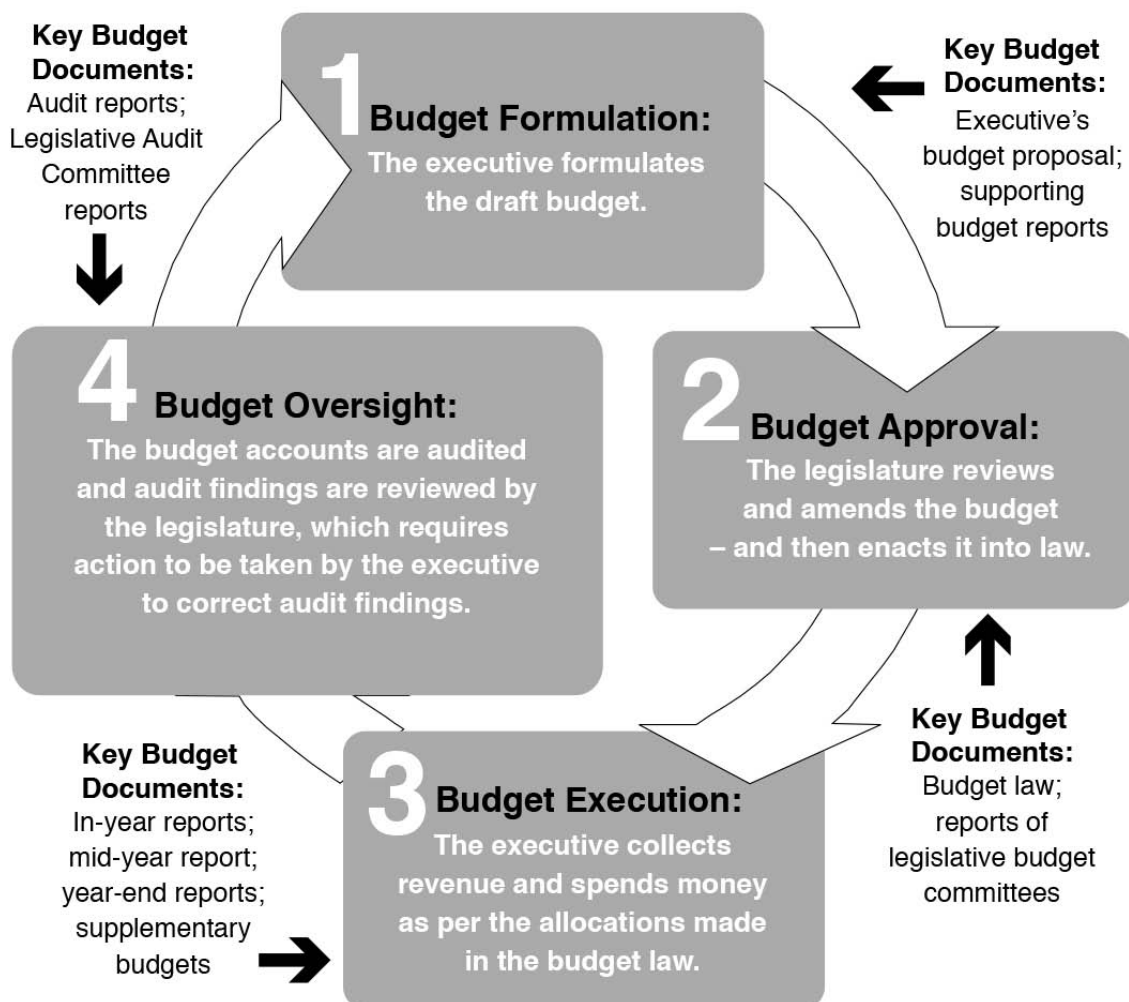 Key Budget
Documents:
Audit reports;
Legislative Audit
Committee
reports
1
Budget Formulation:
The executive formulates
the draft budget.
Key Budget
Documents:
Executive’s
budget proposal;
supporting
budget reports
2
Budget Approval:
The legislature reviews
and amends the budget
– and then enacts it into law.
Key Budget
Documents:
Budget law;
reports of
legislative budget
committees
3
Budget Execution:
The executive collects
revenue and spends money
as per the allocations made
in the budget law.
Key Budget
Documents:
In-year reports;
mid-year report;
year-end reports;
supplementary
budgets
4
Budget Oversight:
The budget accounts are audited
and audit findings are reviewed by
the legislature, which requires
action to be taken by the executive
to correct audit findings.